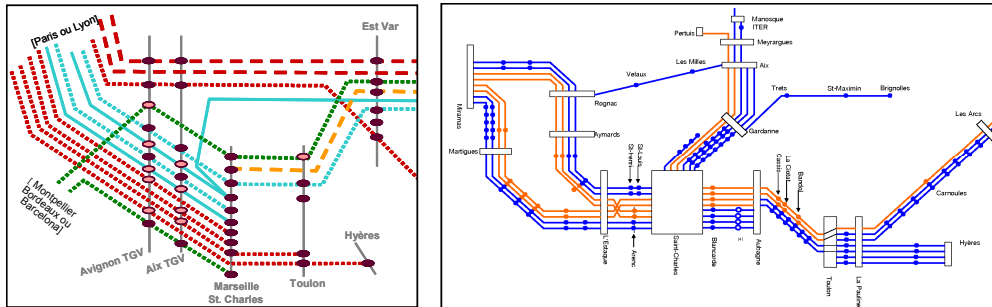 Est Var
[Paris ou Lyon]
[ Montpellier
Bordeaux ou
Barcelona]
Avignon TGV
Aix TGV
Marseille
St. Charles
Toulon
Hyères
Manosque
ITER
Pertuis
Meyrargues
Les Milles
Aix
Velaux
Trets
St-Maximin
Brignolles
Miramas
Rognac
Gardanne
Les Arcs
Aymards
St-Henri
St-Louis
Martigues
Cassis
La Ciotat
Bandol
Carnoules
L'Estaque
Arenc
Saint-Charles
Blancarde
Aubagne
Toulon
La Pauline
Hyères